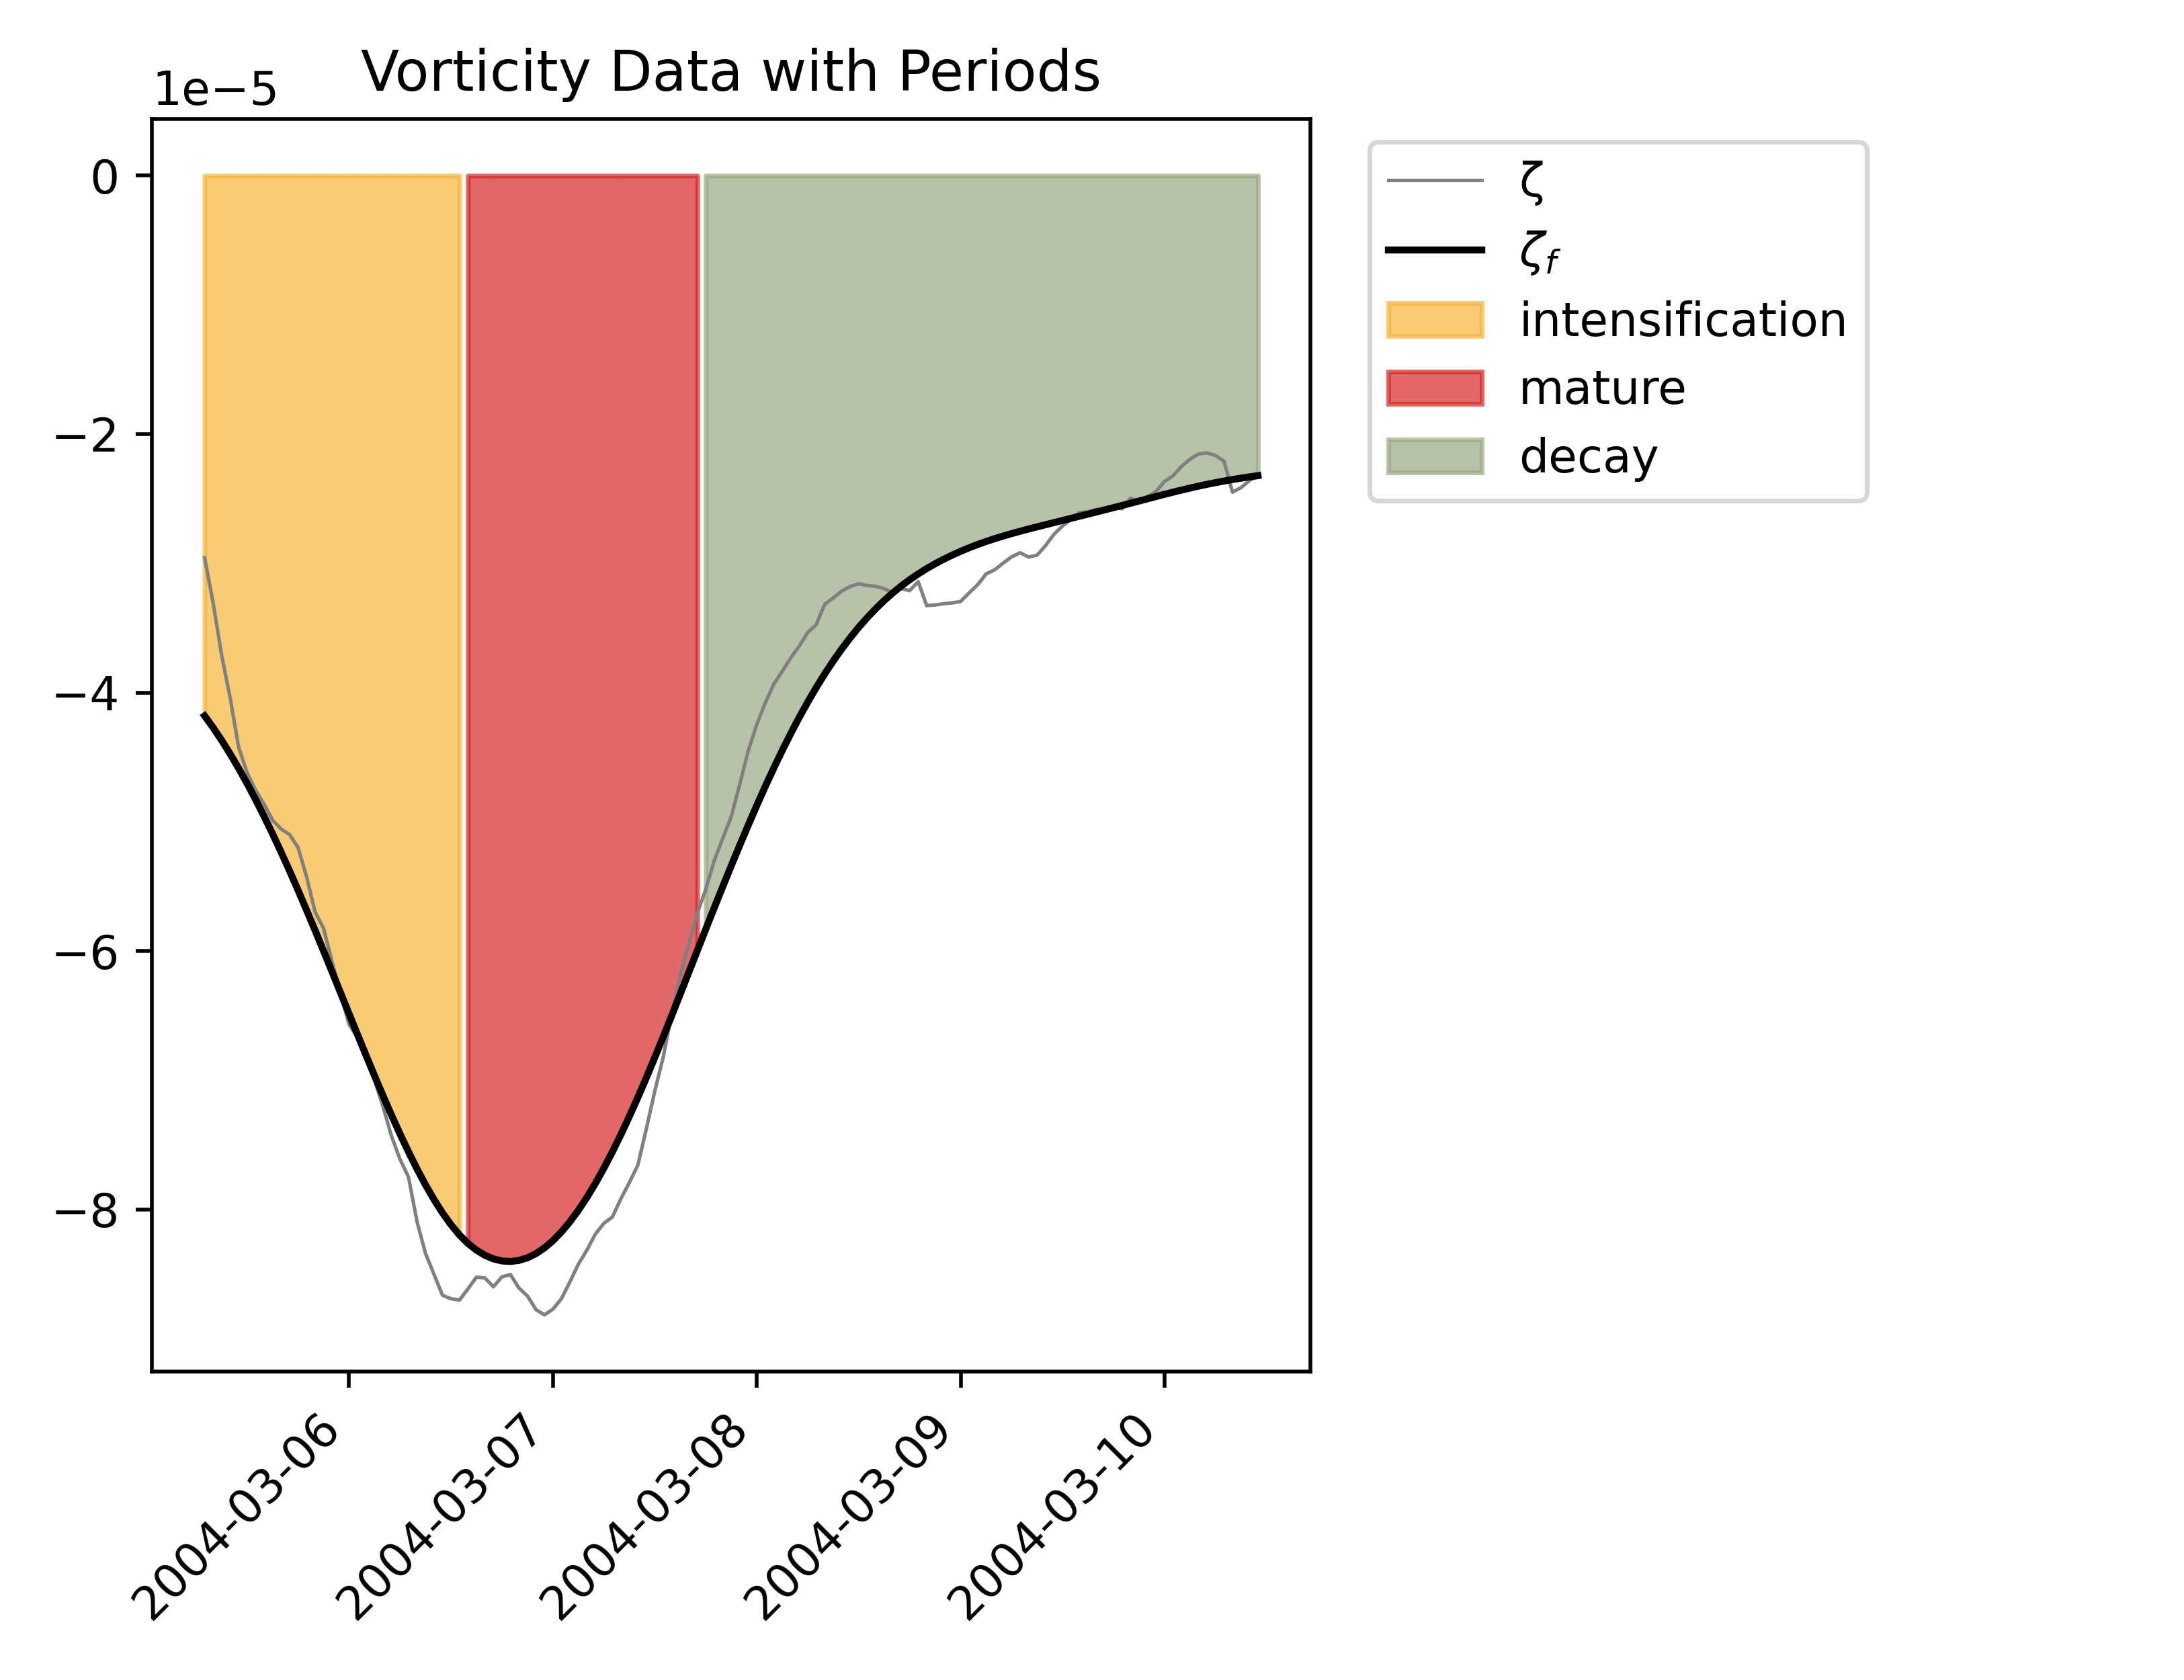 Vorticity Data with Periods
1e−5
0
−2
−4
−6
−8
2004-03-06
2004-03-07
2004-03-08
2004-03-09
2004-03-10
ζ
ζf
intensification
mature
decay